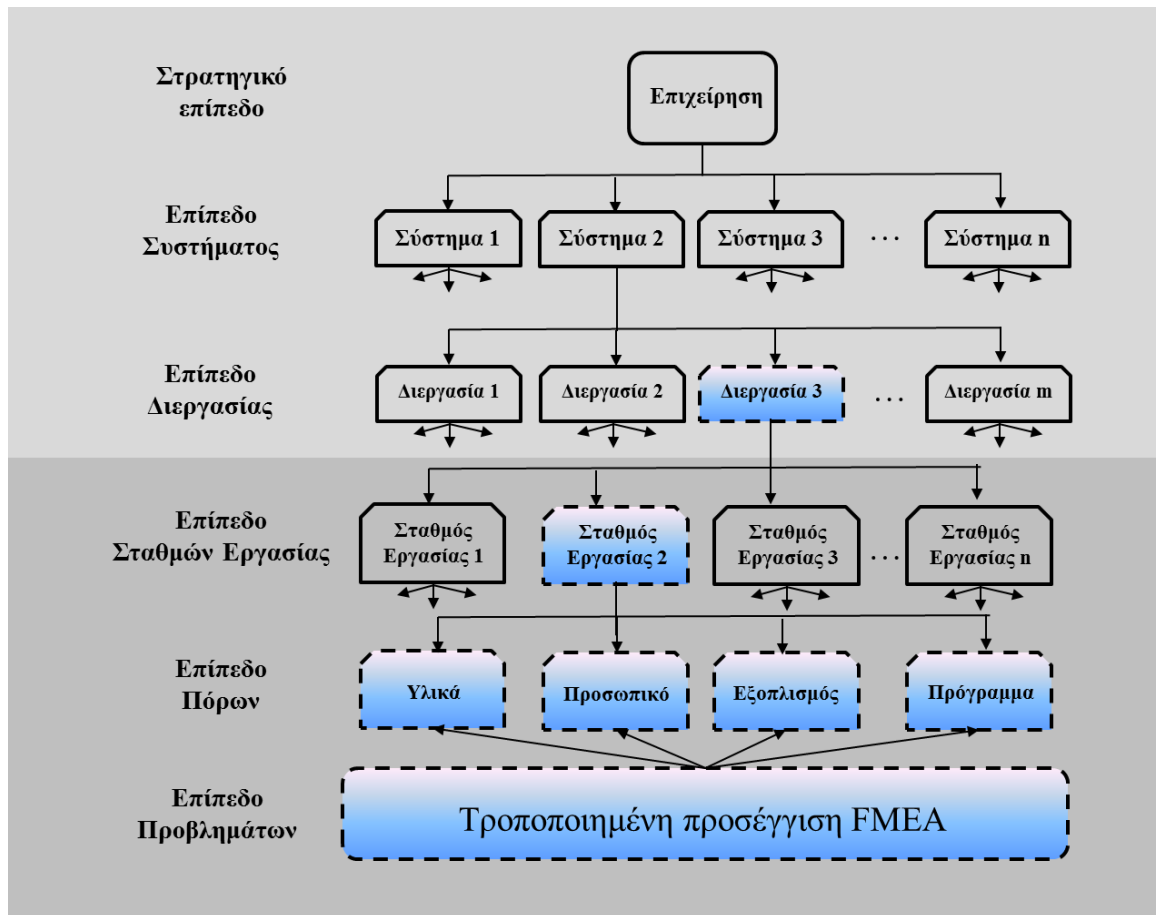 Στρατηγικό
επίπεδο
Επιχείρηση
Επίπεδο
Συστήματος
Σύστημα 1
Σύστημα 2
Σύστημα 3
...
Σύστημα n
Επίπεδο
Διεργασίας
Διεργασία 1
Διεργασία 2
Διεργασία 3
...
Διεργασία m
Επίπεδο
Σταθμών Εργασίας
Σταθμός
Εργασίας 1
Σταθμός
Εργασίας 2
Σταθμός
Εργασίας 3
...
Σταθμός
Εργασίας n
Επίπεδο
Πόρων
Υλικά
Προσωπικό
Εξοπλισμός
Πρόγραμμα
Επίπεδο
Προβλημάτων
Τροποποιημένη προσέγγιση FMEA